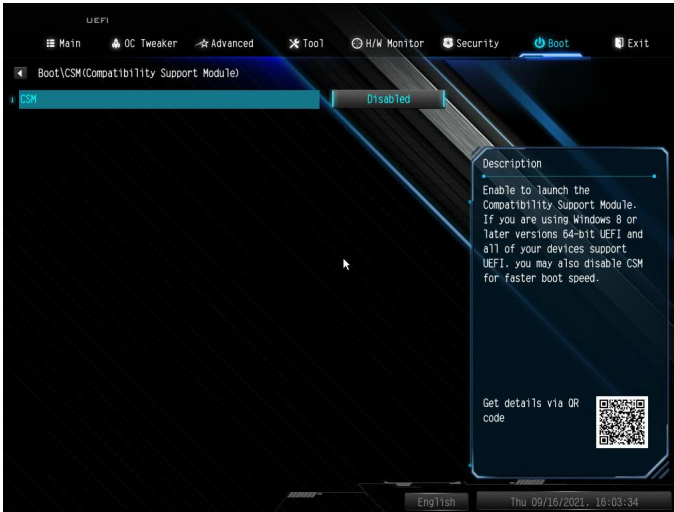 UEFI
Main OC Tweaker Advanced Tool H/W Monitor Security Boot Exit
Boot\CSM(Compatibility Support Module)
CSM Disabled
Description
Enable to launch the
Compatibility Support Module.
If you are using Windows 8 or
later versions 64-bit UEFI and
all of your devices support
UEFI. you may also disable CSM
for faster boot speed.
Get details via QR
code
English Thu 09/16/2021. 16:03:34